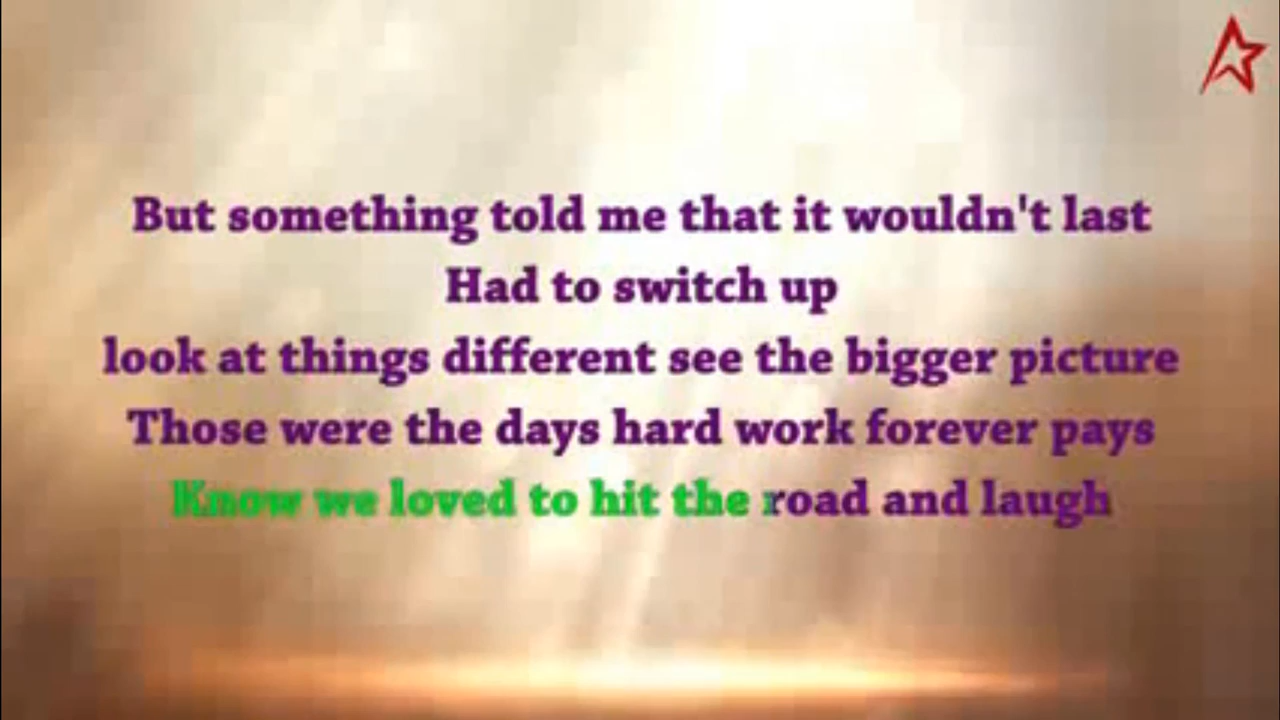 But something told me that it wouldn't last
Had to switch up
look at things different see the bigger picture
Those were the days hard work forever pays
Know we loved to hit the road and laugh